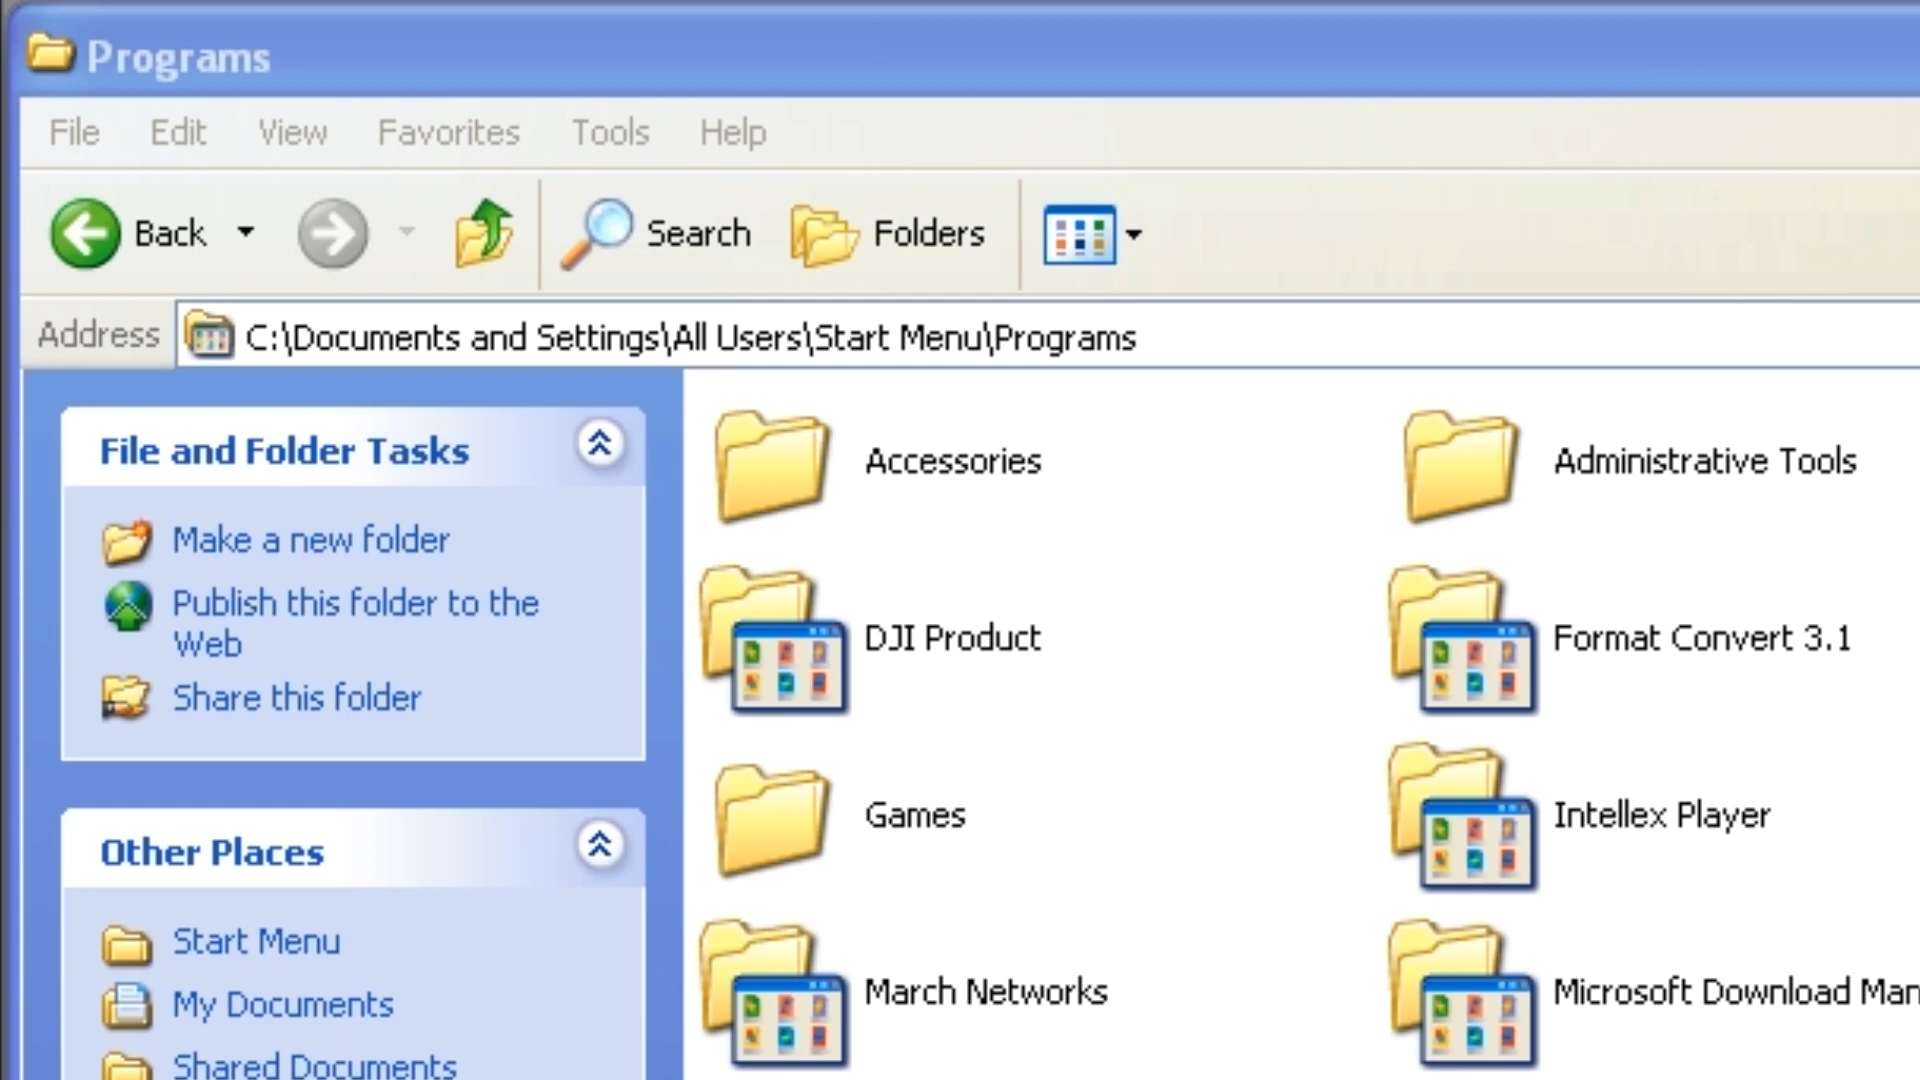 Programs
File Edit View Favorites Tools Help
Back Search Folders
Address C:\Documents and Settings\All Users\Start Menu\Programs
File and Folder Tasks
Make a new folder
Publish this folder to the
Web
Share this folder
Other Places
Start Menu
My Documents
Shared Documents
Accessories Administrative Tools
DJI Product Format Convert 3.1
Games Intellex Player
March Networks Microsoft Download Man